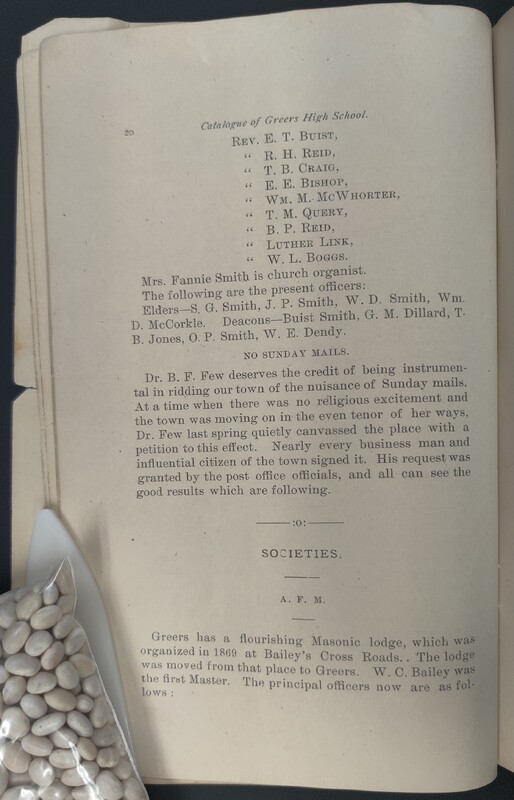 20
Catalogue of Greers High School.
REV. E. T. BUIST,
“ R. H. REID,
“ T. B. CRAIG,
“ E. E. BISHOP,
“ WM. M. MCWHORTER,
“ T. M. QUERY,
“ B. P. REID,
“ LUTHER LINK,
“ W. L. BOGGS.
Mrs. Fannie Smith is church organist.
The following are the present officers:
Elders—S. G. Smith, J. P. Smith, W. D. Smith, Wm.
D. McCorkle. Deacons—Buist Smith, G. M. Dillard, T.
B. Jones, O. P. Smith, W. E. Dendy.
NO SUNDAY MAILS.
Dr. B. F. Few deserves the credit of being instrumen-
tal in ridding our town of the nuisance of Sunday mails.
At a time when there was no religious excitement and
the town was moving on in the even tenor of her ways,
Dr. Few last spring quietly canvassed the place with a
petition to this effect. Nearly every business man and
influential citizen of the town signed it. His request was
granted by the post office officials, and all can see the
good results which are following.
:o:
SOCIETIES.
A. F. M.
Greers has a flourishing Masonic lodge, which was
organized in 1869 at Bailey's Cross Roads.. The lodge
was moved from that place to Greers. W. C. Bailey was
the first Master. The principal officers now are as fol-
lows :